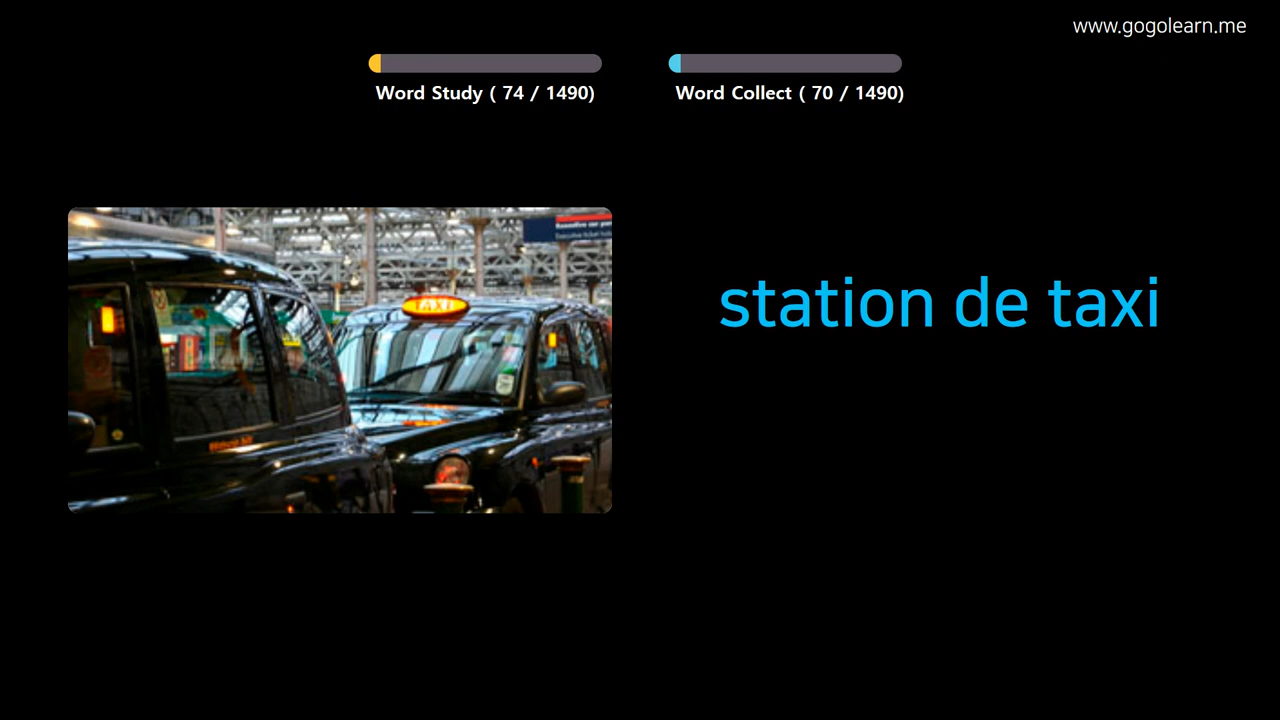 www.gogolearn.me
Word Study ( 74 / 1490)
Word Collect ( 70 / 1490)
TAXI
station de taxi